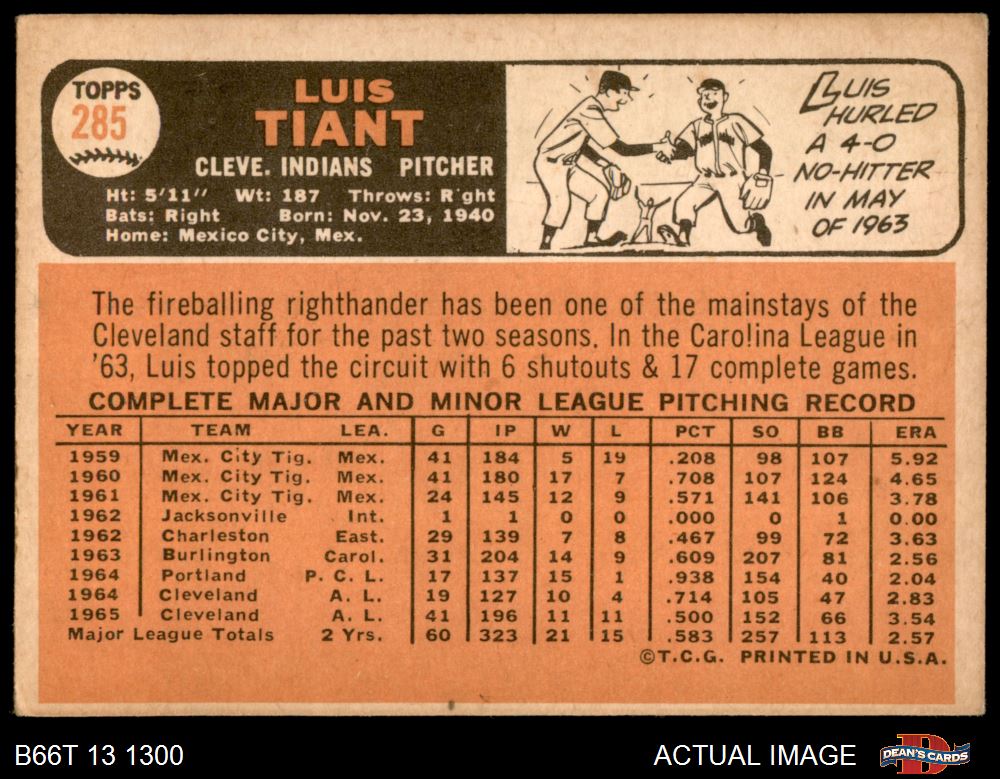 TOPPS
285
LUIS
TIANT
CLEVE. INDIANS PITCHER
Ht: 5'11" Wt: 187 Throws: R ght
Bats: Right Born: Nov. 23, 1940
Home: Mexico City, Mex.
LUIS
HURLED
A 4-0
NO-HITTER
IN MAY
OF 1963
The fireballing righthander has been one of the mainstays of the
Cleveland staff for the past two seasons. In the Carolina League in
'63, Luis topped the circuit with 6 shutouts & 17 complete games.
COMPLETE MAJOR AND MINOR LEAGUE PITCHING RECORD
YEAR TEAM LEA. G IP W L PCT SO BB ERA
1959 Mex. City Tig. Mex. 41 184 5 19 .208 98 107 5.92
1960 Mex. City Tig. Mex. 41 180 17 7 .708 107 124 4.65
1961 Mex. City Tig. Mex. 24 145 12 9 .571 141 106 3.78
1962 Jacksonville Int. 1 1 0 0 .000 0 1 0.00
1962 Charleston East. 29 139 7 8 .467 99 72 3.63
1963 Burlington Carol. 31 204 14 9 .609 207 81 2.56
1964 Portland P. C. L. 17 137 15 1 .938 154 40 2.04
1964 Cleveland A. L. 19 127 10 4 .714 105 47 2.83
1965 Cleveland A. L. 41 196 11 11 .500 152 66 3.54
Major League Totals 2 Yrs. 60 323 21 15 .583 257 113 2.57
©T.C.G. PRINTED IN U.S.A.
B66T 13 1300 ACTUAL IMAGE DEAN'S CARDS